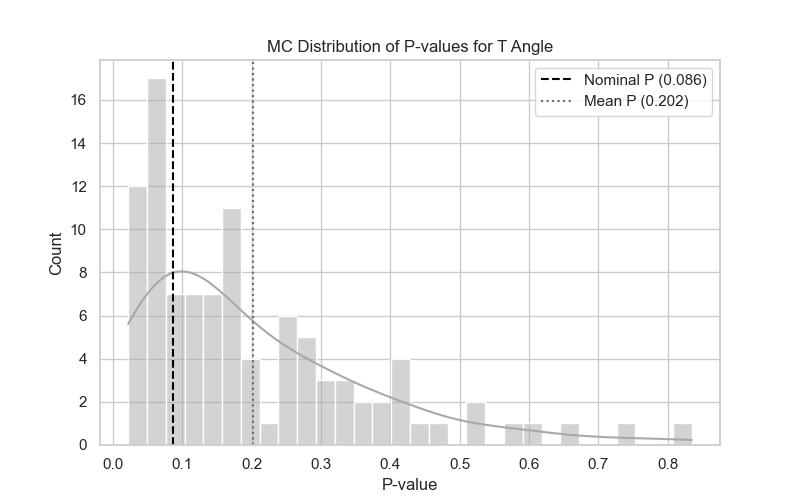 MC Distribution of P-values for T Angle
Nominal P (0.086)
Mean P (0.202)
16
14
12
10
8
6
4
2
0
Count
0.0 0.1 0.2 0.3 0.4 0.5 0.6 0.7 0.8
P-value